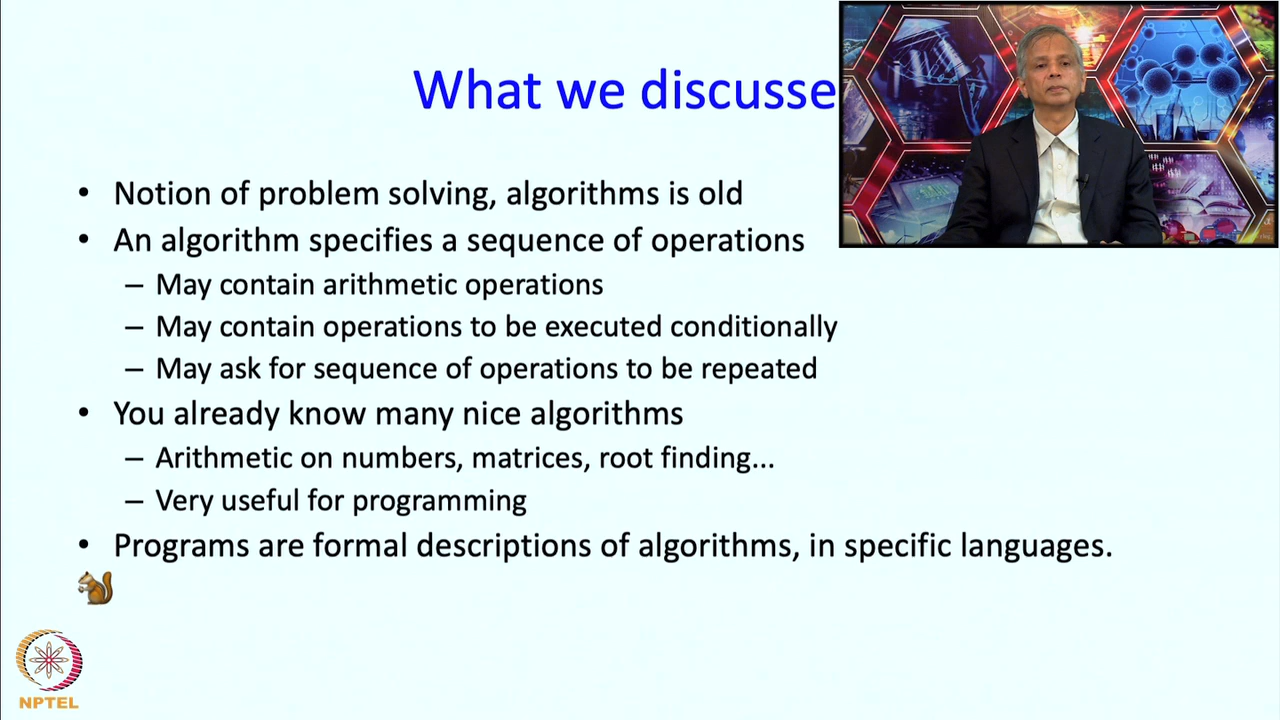 What we discusse
• Notion of problem solving, algorithms is old
• An algorithm specifies a sequence of operations
– May contain arithmetic operations
– May contain operations to be executed conditionally
– May ask for sequence of operations to be repeated
• You already know many nice algorithms
– Arithmetic on numbers, matrices, root finding...
– Very useful for programming
• Programs are formal descriptions of algorithms, in specific languages.
NPTEL